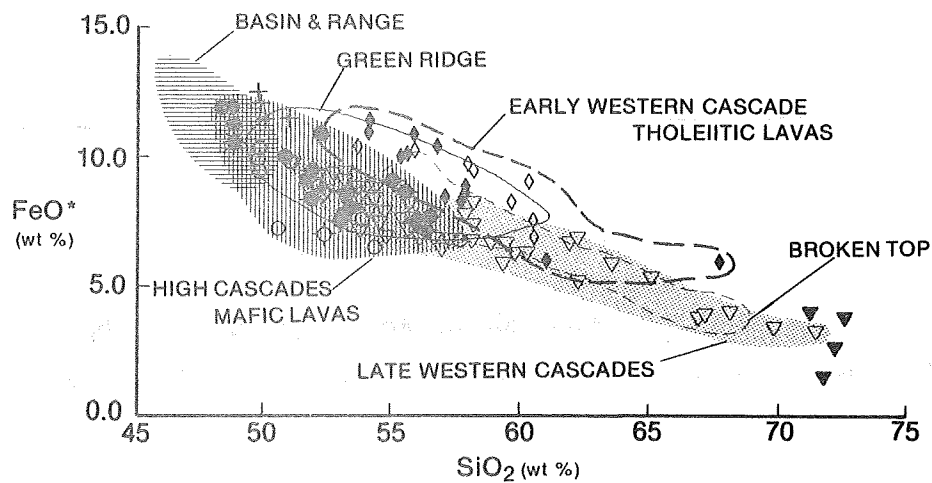 15.0
BASIN & RANGE
GREEN RIDGE
EARLY WESTERN CASCADE
THOLEIITIC LAVAS
10.0
FeO*
(wt %)
BROKEN TOP
5.0
HIGH CASCADES
MAFIC LAVAS
LATE WESTERN CASCADES
0.0
45 50 55 60 65 70 75
SiO₂ (wt %)